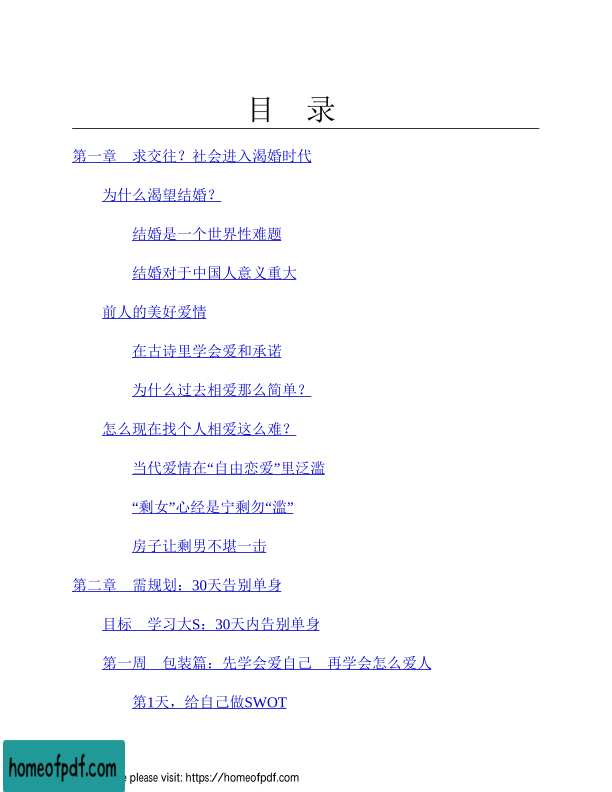 目　录
第一章　求交往？社会进入渴婚时代
为什么渴望结婚？
结婚是一个世界性难题
结婚对于中国人意义重大
前人的美好爱情
在古诗里学会爱和承诺
为什么过去相爱那么简单？
怎么现在找个人相爱这么难？
当代爱情在“自由恋爱”里泛滥
“剩女”心经是宁剩勿“滥”
房子让剩男不堪一击
第二章　需规划：30天告别单身
目标　学习大S：30天内告别单身
第一周　包装篇：先学会爱自己　再学会怎么爱人
第1天，给自己做SWOT
homeofpdf.com
please visit: https://homeofpdf.com